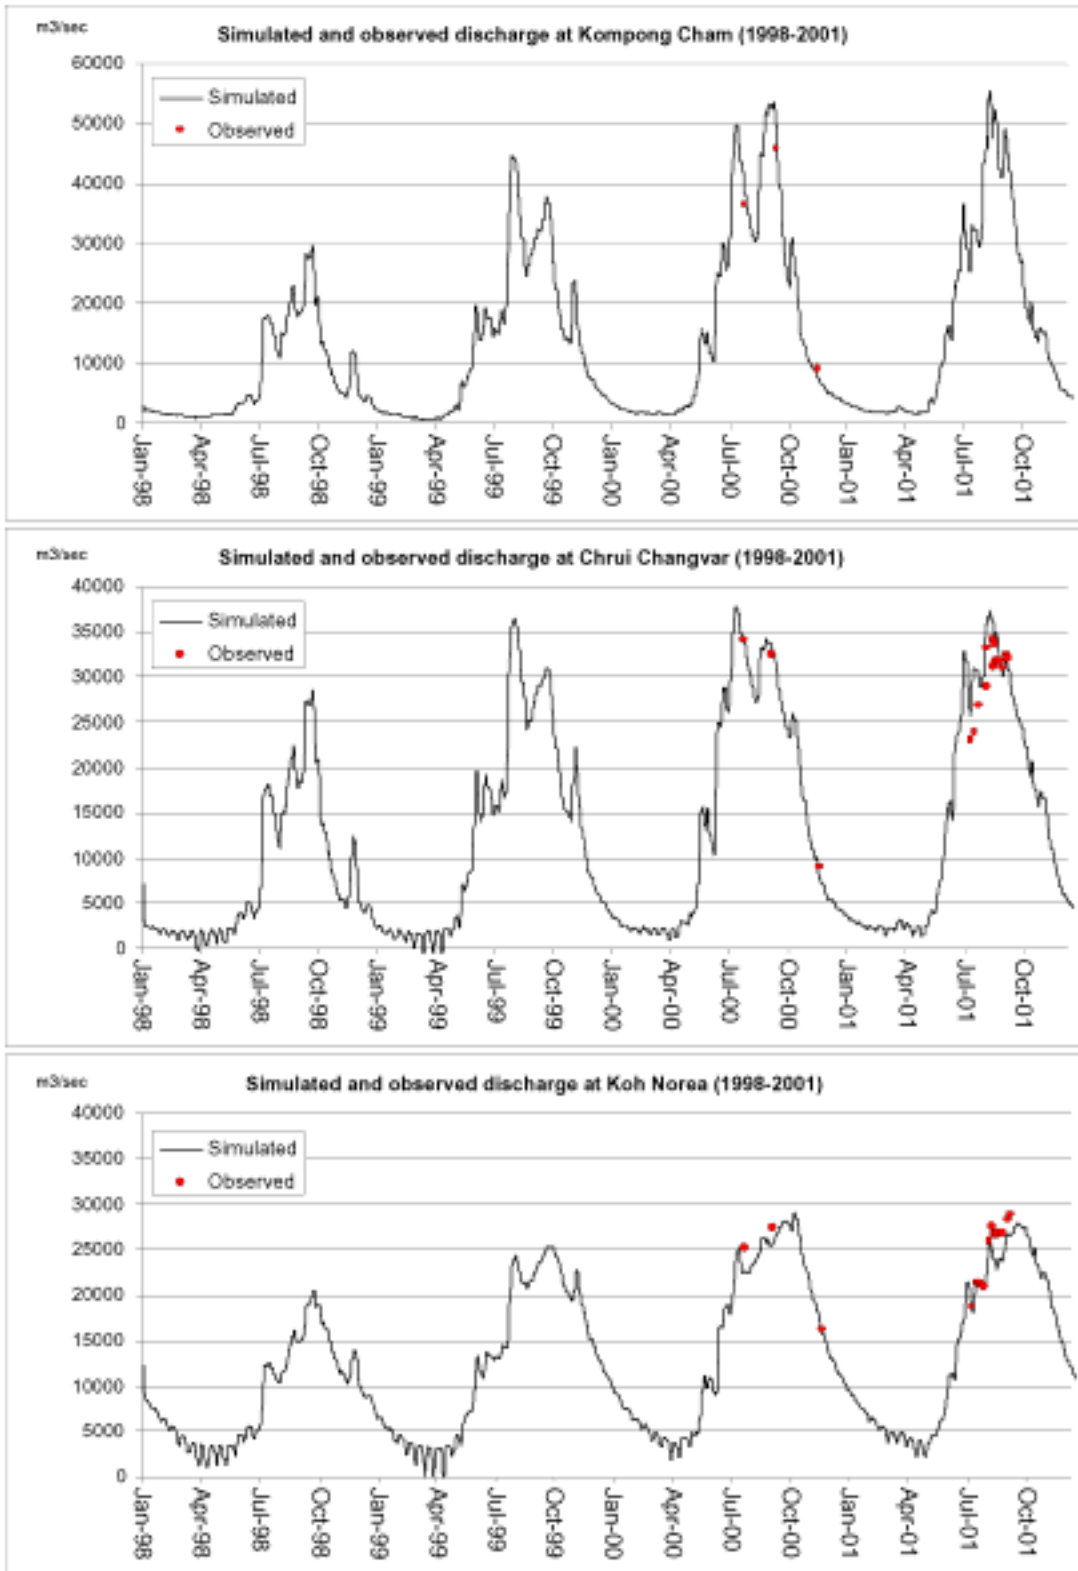 m3/sec
Simulated and observed discharge at Kompong Cham (1998-2001)
60000
50000
40000
30000
20000
10000
0
Simulated
Observed
Jan-98 Apr-98 Jul-98 Oct-98 Jan-99 Apr-99 Jul-99 Oct-99 Jan-00 Apr-00 Jul-00 Oct-00 Jan-01 Apr-01 Jul-01 Oct-01
m3/sec
Simulated and observed discharge at Chrui Changvar (1998-2001)
40000
35000
30000
25000
20000
15000
10000
5000
0
Simulated
Observed
Jan-98 Apr-98 Jul-98 Oct-98 Jan-99 Apr-99 Jul-99 Oct-99 Jan-00 Apr-00 Jul-00 Oct-00 Jan-01 Apr-01 Jul-01 Oct-01
m3/sec
Simulated and observed discharge at Koh Norea (1998-2001)
40000
35000
30000
25000
20000
15000
10000
5000
0
Simulated
Observed
Jan-98 Apr-98 Jul-98 Oct-98 Jan-99 Apr-99 Jul-99 Oct-99 Jan-00 Apr-00 Jul-00 Oct-00 Jan-01 Apr-01 Jul-01 Oct-01